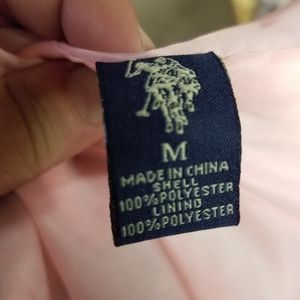 M
MADE IN CHINA
SHELL
100% POLYESTER
LINING
100% POLYESTER